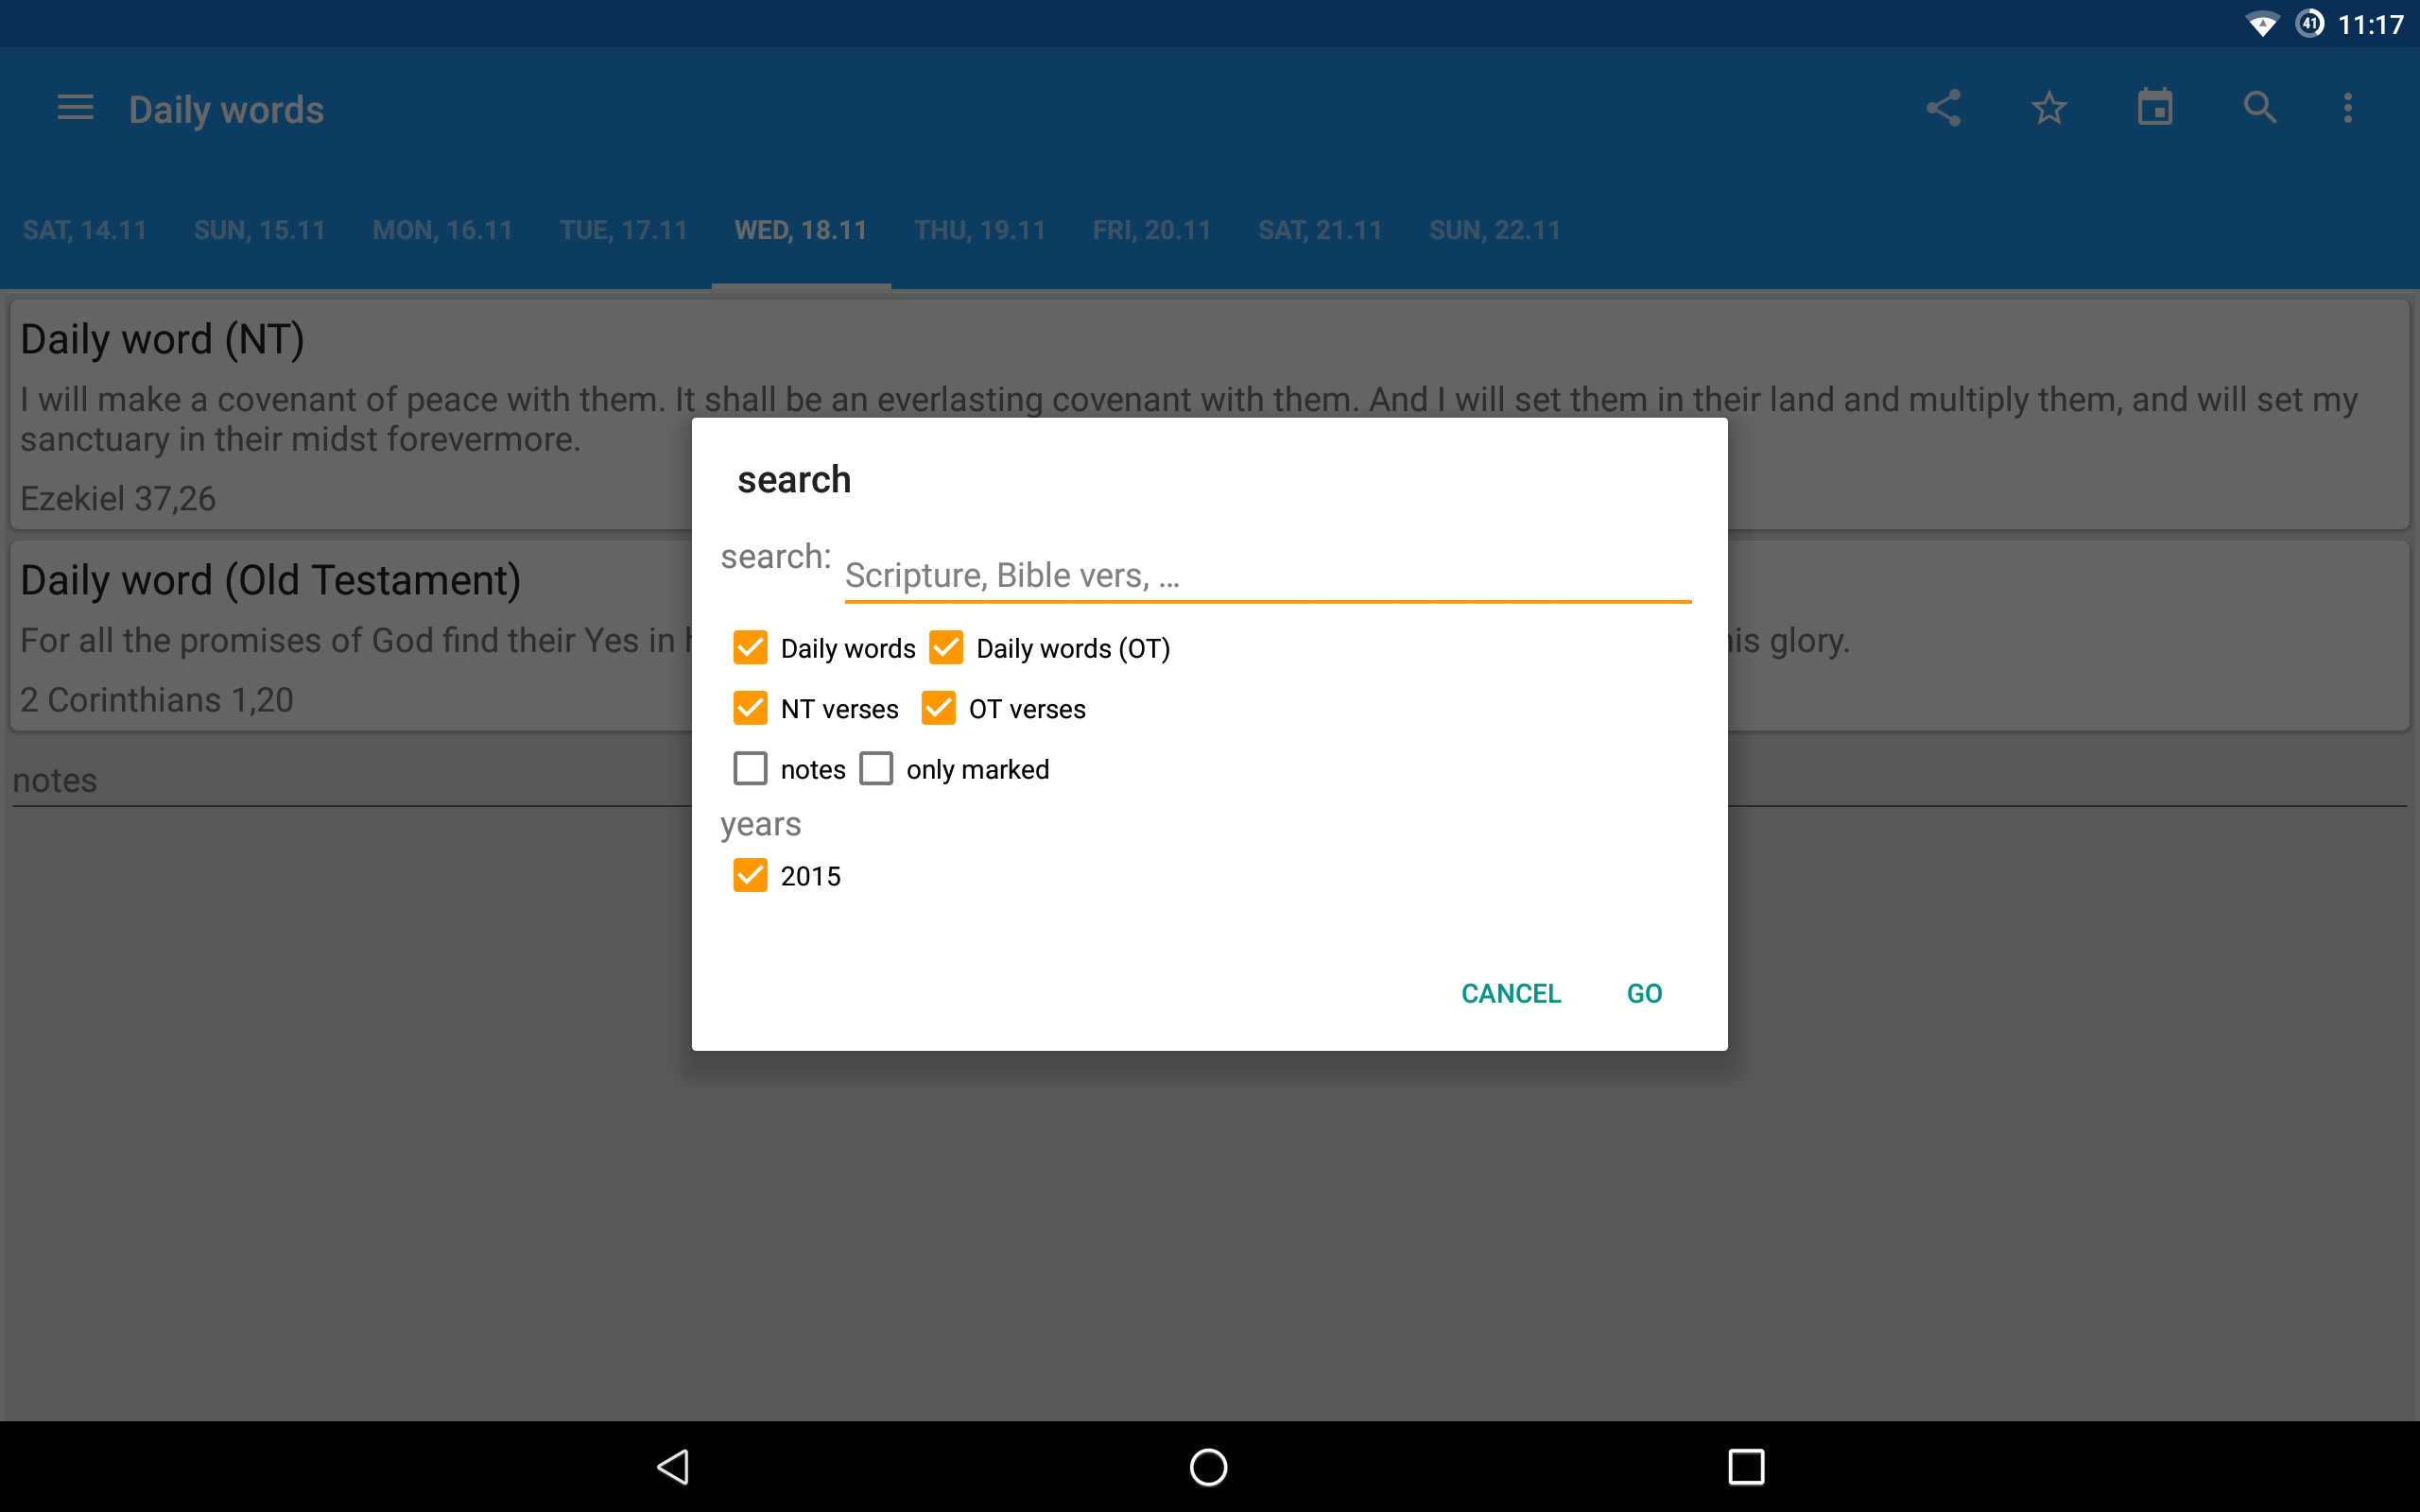 41 11:17
Daily words
SAT, 14.11 SUN, 15.11 MON, 16.11 TUE, 17.11 WED, 18.11 THU, 19.11 FRI, 20.11 SAT, 21.11 SUN, 22.11
Daily word (NT)
I will make a covenant of peace with them. It shall be an everlasting covenant with them. And I will set them in their land and multiply them, and will set my
sanctuary in their midst forevermore.
Ezekiel 37,26
Daily word (Old Testament)
For all the promises of God find their Yes in his glory.
2 Corinthians 1,20
notes
search
search: Scripture, Bible vers, ...
Daily words Daily words (OT)
NT verses OT verses
notes only marked
years
2015
CANCEL GO